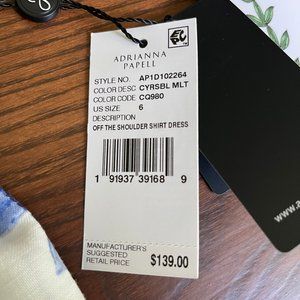 ADRIANNA
PAPELL
STYLE NO. AP1D102264
COLOR DESC CYRSBL MLT
COLOR CODE CQ980
US SIZE 6
DESCRIPTION
OFF THE SHOULDER SHIRT DRESS
1 91937 39168 9
MANUFACTURER'S
SUGGESTED
RETAIL PRICE $139.00